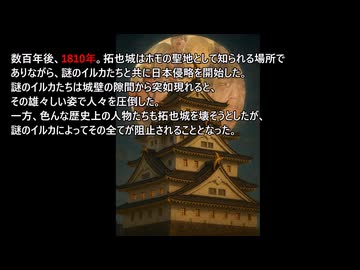 数百年後、1810年。拓也城はホモの聖地として知られる場所で
ありながら、謎のイルカたちと共に日本侵略を開始した。
謎のイルカたちは城壁の隙間から突如現れると、
その雄々しい姿で人々を圧倒した。
一方、色んな歴史上の人物たちも拓也城を壊そうとしたが、
謎のイルカによってその全てが阻止されることとなった。